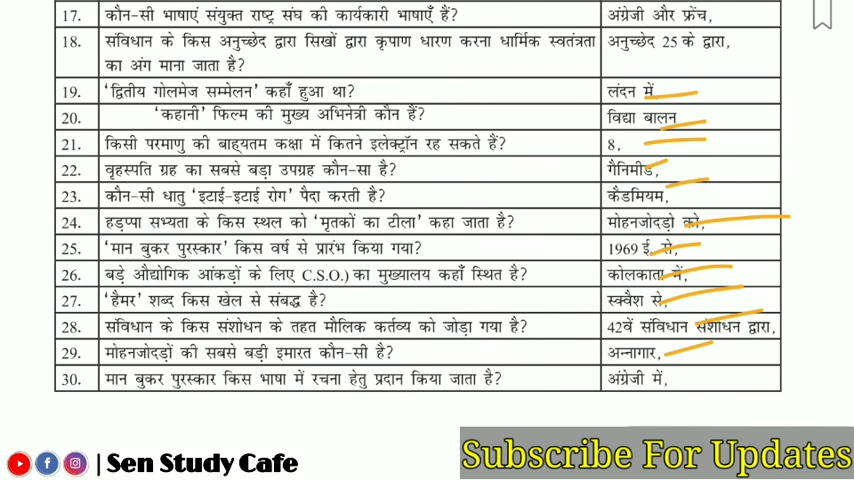 17. कौन-सी भाषाएं संयुक्त राष्ट्र संघ की कार्यकारी भाषाएँ हैं? अंग्रेजी और फ्रेंच,
18. संविधान के किस अनुच्छेद द्वारा सिखों द्वारा कृपाण धारण करना धार्मिक स्वतंत्रता अनुच्छेद 25 के द्वारा,
का अंग माना जाता है?
19. ‘द्वितीय गोलमेज सम्मेलन’ कहाँ हुआ था? लंदन में
20. ‘कहानी’ फिल्म की मुख्य अभिनेत्री कौन हैं? विद्या बालन
21. किसी परमाणु की बाह्यतम कक्षा में कितने इलेक्ट्रॉन रह सकते हैं? 8,
22. वृहस्पति ग्रह का सबसे बड़ा उपग्रह कौन-सा है? गैनिमीड,
23. कौन-सी धातु ‘इटाई-इटाई रोग’ पैदा करती है? कैडमियम,
24. हड़प्पा सभ्यता के किस स्थल को ‘मृतकों का टीला’ कहा जाता है? मोहनजोदड़ो को,
25. ‘मान बुकर पुरस्कार’ किस वर्ष से प्रारंभ किया गया? 1969 ई. से,
26. बड़े औद्योगिक आंकड़ों के लिए C.S.O.) का मुख्यालय कहाँ स्थित है? कोलकाता में,
27. ‘हैमर’ शब्द किस खेल से संबद्ध है? स्क्वैश से,
28. संविधान के किस संशोधन के तहत मौलिक कर्तव्य को जोड़ा गया है? 42वें संविधान संशोधन द्वारा,
29. मोहनजोदड़ों की सबसे बड़ी इमारत कौन-सी है? अन्नागार,
30. मान बुकर पुरस्कार किस भाषा में रचना हेतु प्रदान किया जाता है? अंग्रेजी में,
| Sen Study Cafe
Subscribe For Updates